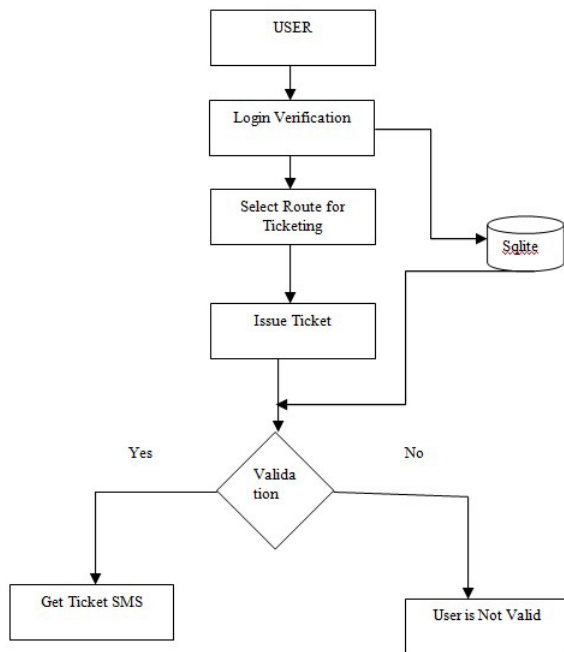 USER
Login Verification
Select Route for
Ticketing
Sqlite
Issue Ticket
Yes
No
Valida
tion
Get Ticket SMS
User is Not Valid